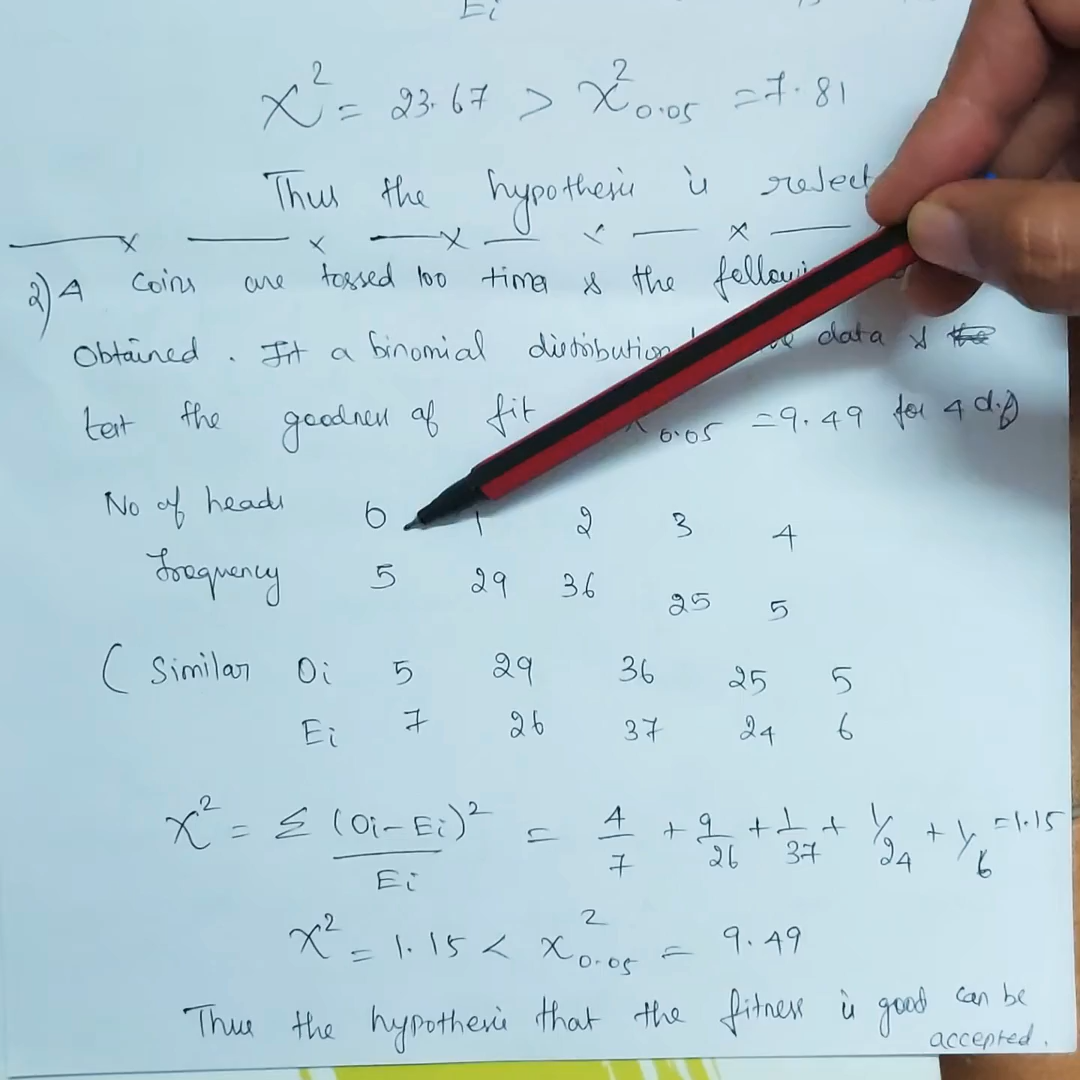 Ei
χ² = 23.67 > χ²0.05 = 7.81
Thus the hypothesis is reject
2) 4 Coins are tossed 100 times & the followi
Obtained. Fit a binomial distribution data &
test the goodness of fit χ0.05 = 9.49 for 4 d.f)
No of heads 0 1 2 3 4
Frequency 5 29 36 25 5
( Similar Oi 5 29 36 25 5
Ei 7 26 37 24 6
χ² = Σ (Oi-Ei)²/Ei = 4/7 + 9/26 + 1/37 + 1/24 + 1/6 = 1.15
χ² = 1.15 < χ²0.05 = 9.49
Thus the hypothesis that the fitness is good can be
accepted.